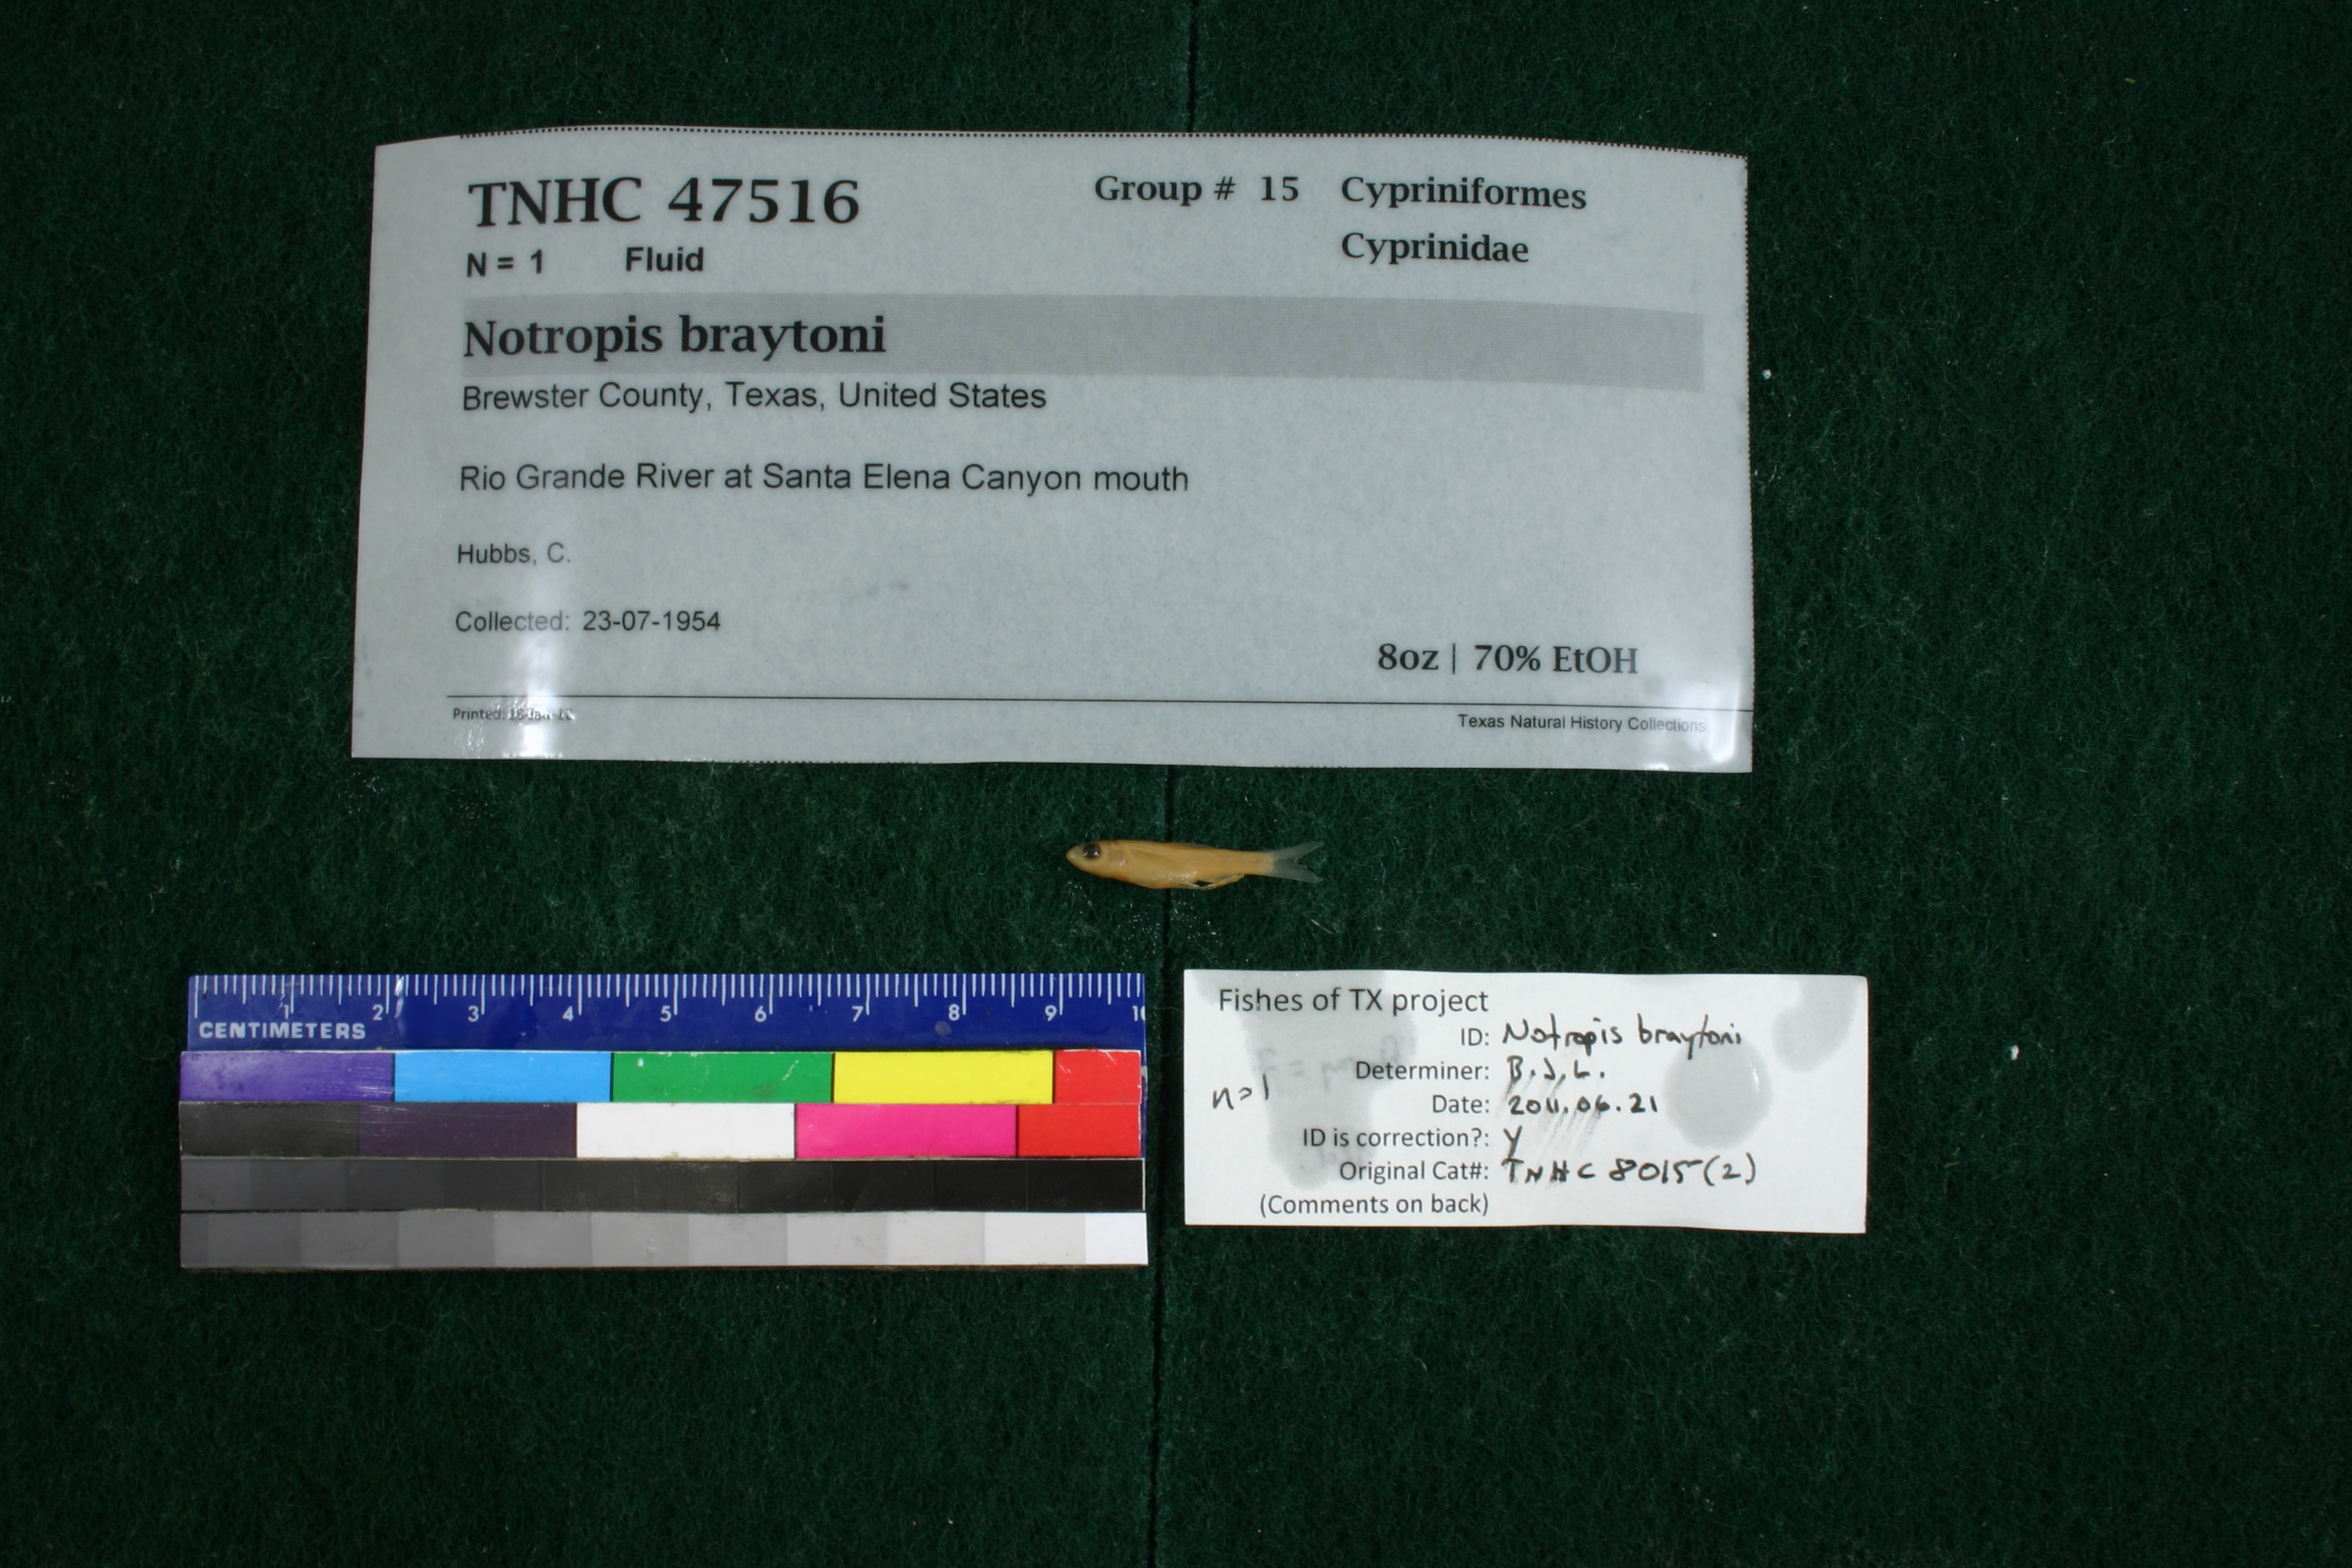 TNHC 47516 Group # 15 Cypriniformes
N = 1 Fluid Cyprinidae
Notropis braytoni
Brewster County, Texas, United States
Rio Grande River at Santa Elena Canyon mouth
Hubbs, C.
Collected: 23-07-1954
8oz | 70% EtOH
Printed: Texas Natural History Collections
1 2 3 4 5 6 7 8 9
CENTIMETERS
Fishes of TX project
ID: Notropis braytoni
Determiner: B.J.L.
n=1
Date: 2011.06.21
ID is correction?: Y
Original Cat#: TNHC 8015(2)
(Comments on back)